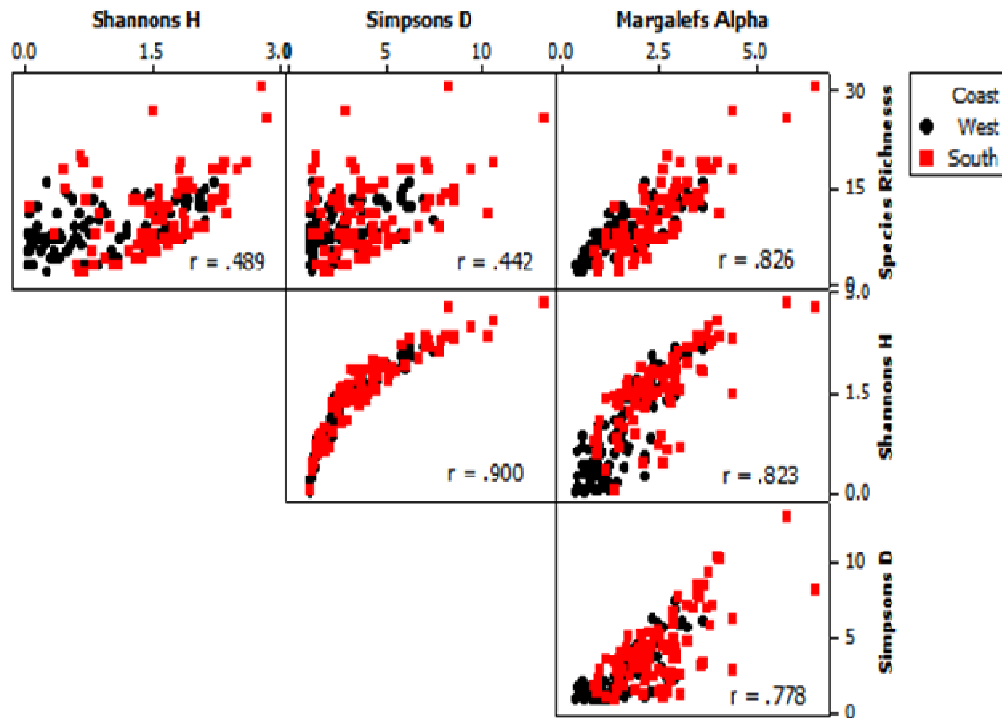 Shannons H Simpsons D Margalefs Alpha
0.0 1.5 3.0 0 5 10 0.0 2.5 5.0
30
15
0
Species Richnesss
Coast
West
South
r = .489
r = .442
r = .826
3.0
1.5
0.0
Shannons H
r = .900
r = .823
10
5
0
Simpsons D
r = .778